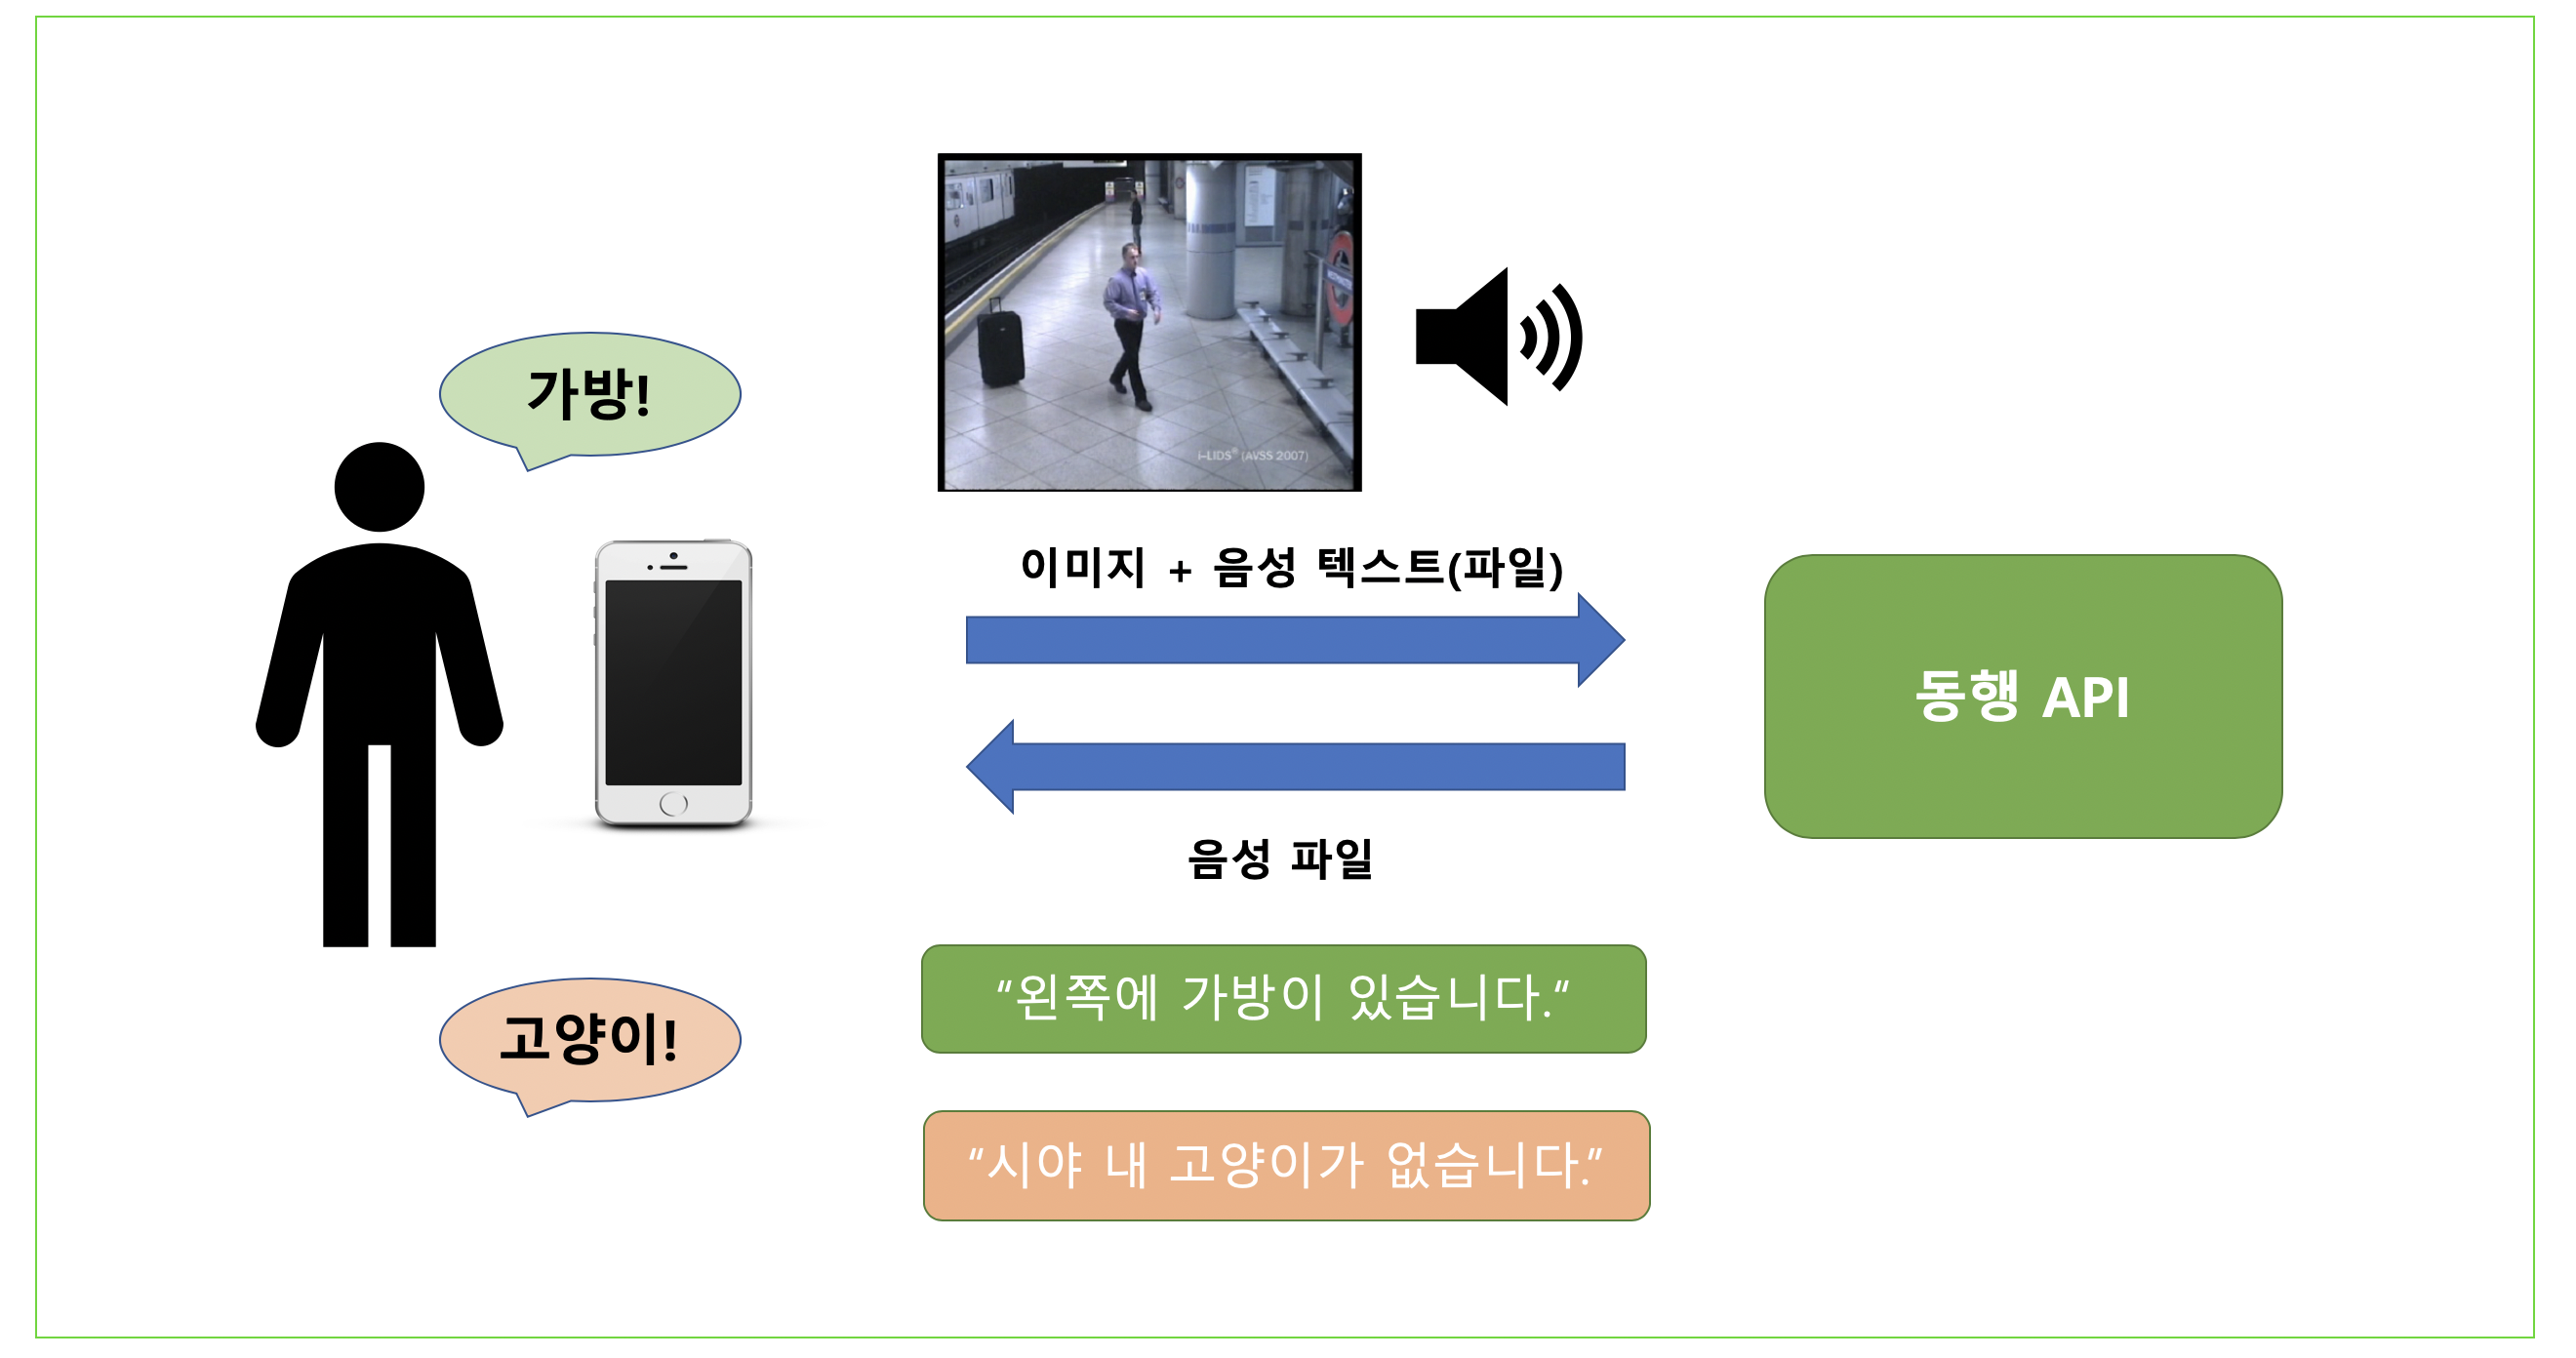 i-LIDS® (AVSS 2007)
가방!
이미지 + 음성 텍스트(파일)
동행 API
음성 파일
“왼쪽에 가방이 있습니다.“
고양이!
“시야 내 고양이가 없습니다.”